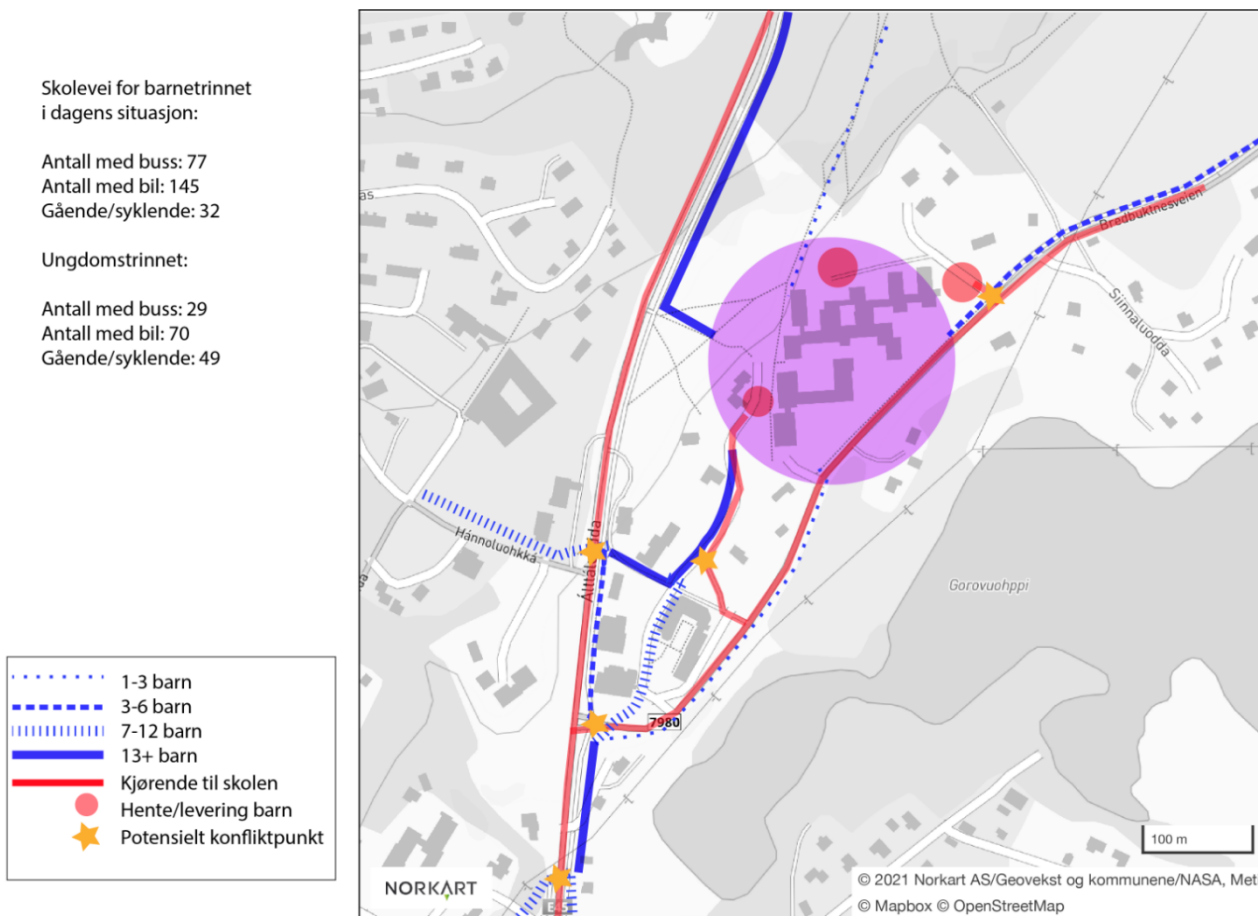 Skolevei for barnetrinnet
i dagens situasjon:
Antall med buss: 77
Antall med bil: 145
Gående/syklende: 32
Ungdomstrinnet:
Antall med buss: 29
Antall med bil: 70
Gående/syklende: 49
1-3 barn
3-6 barn
7-12 barn
13+ barn
Kjørende til skolen
Hente/levering barn
Potensielt konfliktpunkt
Bredbuktnesveien
Siinnaluodda
Hánnoluohkka
Gorovuohppi
7980
100 m
NORKART
© 2021 Norkart AS/Geovekst og kommunene/NASA, Met
© Mapbox © OpenStreetMap